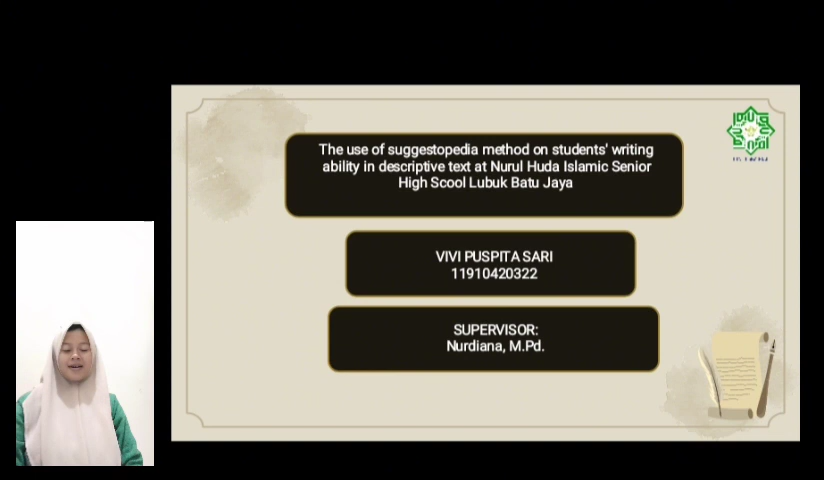 The use of suggestopedia method on students' writing
ability in descriptive text at Nurul Huda Islamic Senior
High Scool Lubuk Batu Jaya
VIVI PUSPITA SARI
11910420322
SUPERVISOR:
Nurdiana, M.Pd.